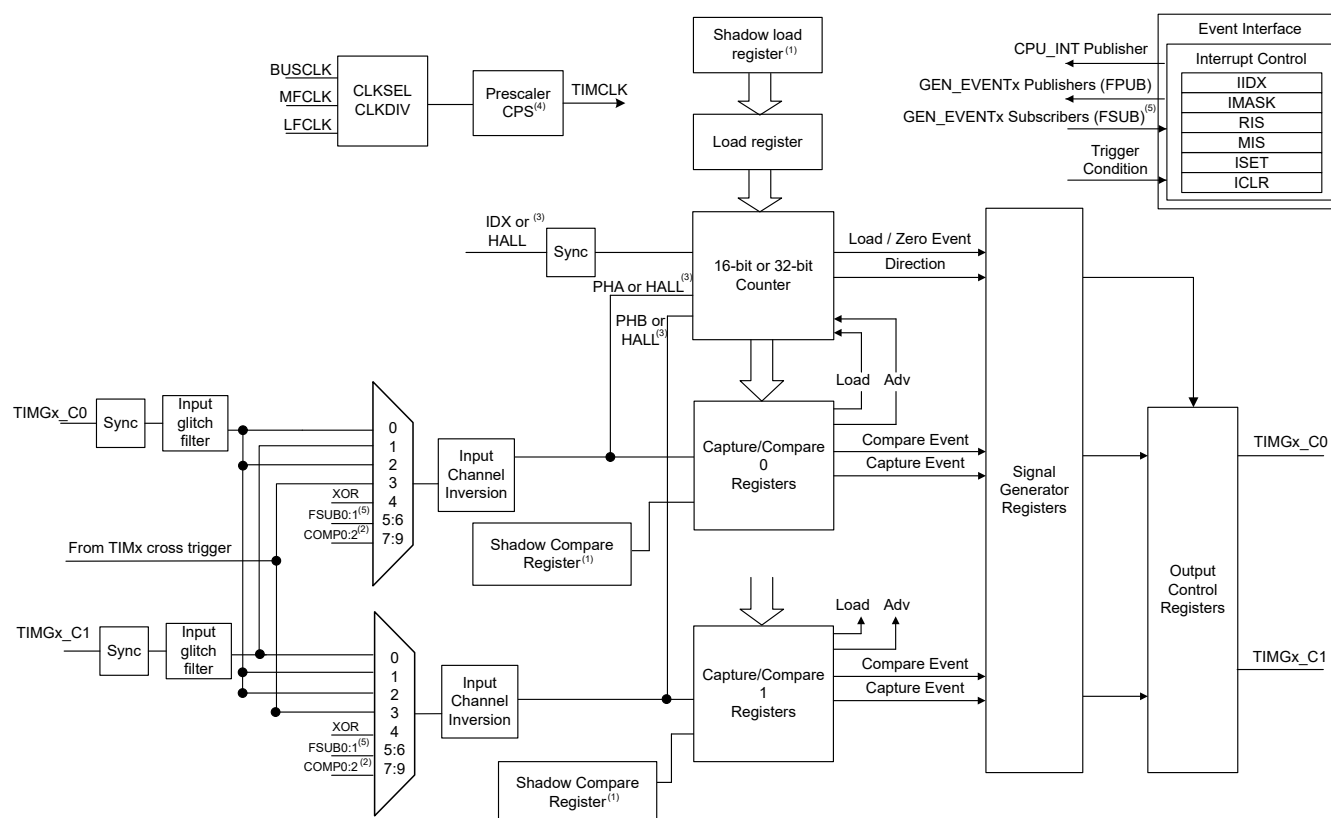 Shadow load
register(1)
Event Interface
CPU_INT Publisher
Interrupt Control
BUSCLK
MFCLK
LFCLK
CLKSEL
CLKDIV
Prescaler
CPS(4)
TIMCLK
GEN_EVENTx Publishers (FPUB)
GEN_EVENTx Subscribers (FSUB)(5)
Trigger
Condition
IIDX
IMASK
RIS
MIS
ISET
ICLR
Load register
IDX or (3)
HALL
Sync
16-bit or 32-bit
Counter
Load / Zero Event
Direction
PHA or HALL(3)
PHB or
HALL(3)
Load
Adv
TIMGx_C0
Sync
Input
glitch
filter
0
1
2
3
4
5:6
7:9
XOR
FSUB0:1(5)
COMP0:2(2)
Input
Channel
Inversion
Capture/Compare
0
Registers
Compare Event
Capture Event
Signal
Generator
Registers
TIMGx_C0
Shadow Compare
Register(1)
From TIMx cross trigger
Output
Control
Registers
Load
Adv
TIMGx_C1
Sync
Input
glitch
filter
0
1
2
3
4
5:6
7:9
XOR
FSUB0:1(5)
COMP0:2(2)
Input
Channel
Inversion
Capture/Compare
1
Registers
Compare Event
Capture Event
TIMGx_C1
Shadow Compare
Register(1)